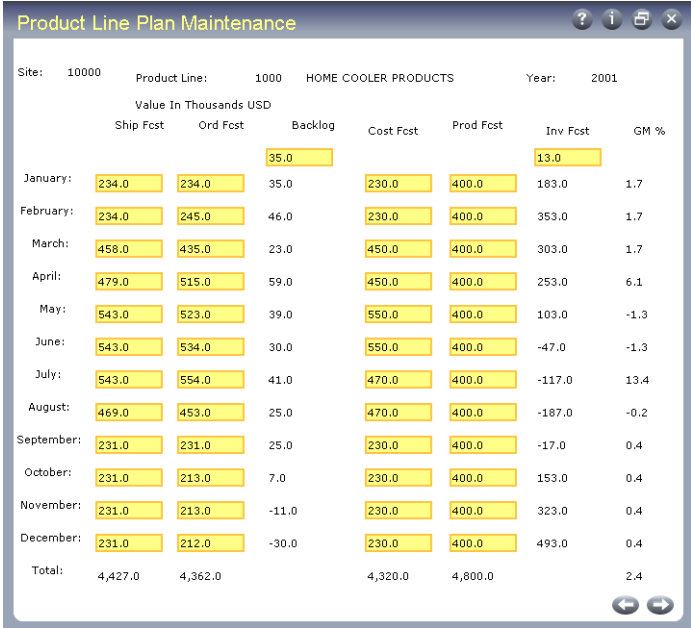 Product Line Plan Maintenance ? i
Site: 10000 Product Line: 1000 HOME COOLER PRODUCTS Year: 2001
Value In Thousands USD
Ship Fcst Ord Fcst Backlog Cost Fcst Prod Fcst Inv Fcst GM %
35.0 13.0
January: 234.0 234.0 35.0 230.0 400.0 183.0 1.7
February: 234.0 245.0 46.0 230.0 400.0 353.0 1.7
March: 458.0 435.0 23.0 450.0 400.0 303.0 1.7
April: 479.0 515.0 59.0 450.0 400.0 253.0 6.1
May: 543.0 523.0 39.0 550.0 400.0 103.0 -1.3
June: 543.0 534.0 30.0 550.0 400.0 -47.0 -1.3
July: 543.0 554.0 41.0 470.0 400.0 -117.0 13.4
August: 469.0 453.0 25.0 470.0 400.0 -187.0 -0.2
September: 231.0 231.0 25.0 230.0 400.0 -17.0 0.4
October: 231.0 213.0 7.0 230.0 400.0 153.0 0.4
November: 231.0 213.0 -11.0 230.0 400.0 323.0 0.4
December: 231.0 212.0 -30.0 230.0 400.0 493.0 0.4
Total: 4,427.0 4,362.0 4,320.0 4,800.0 2.4